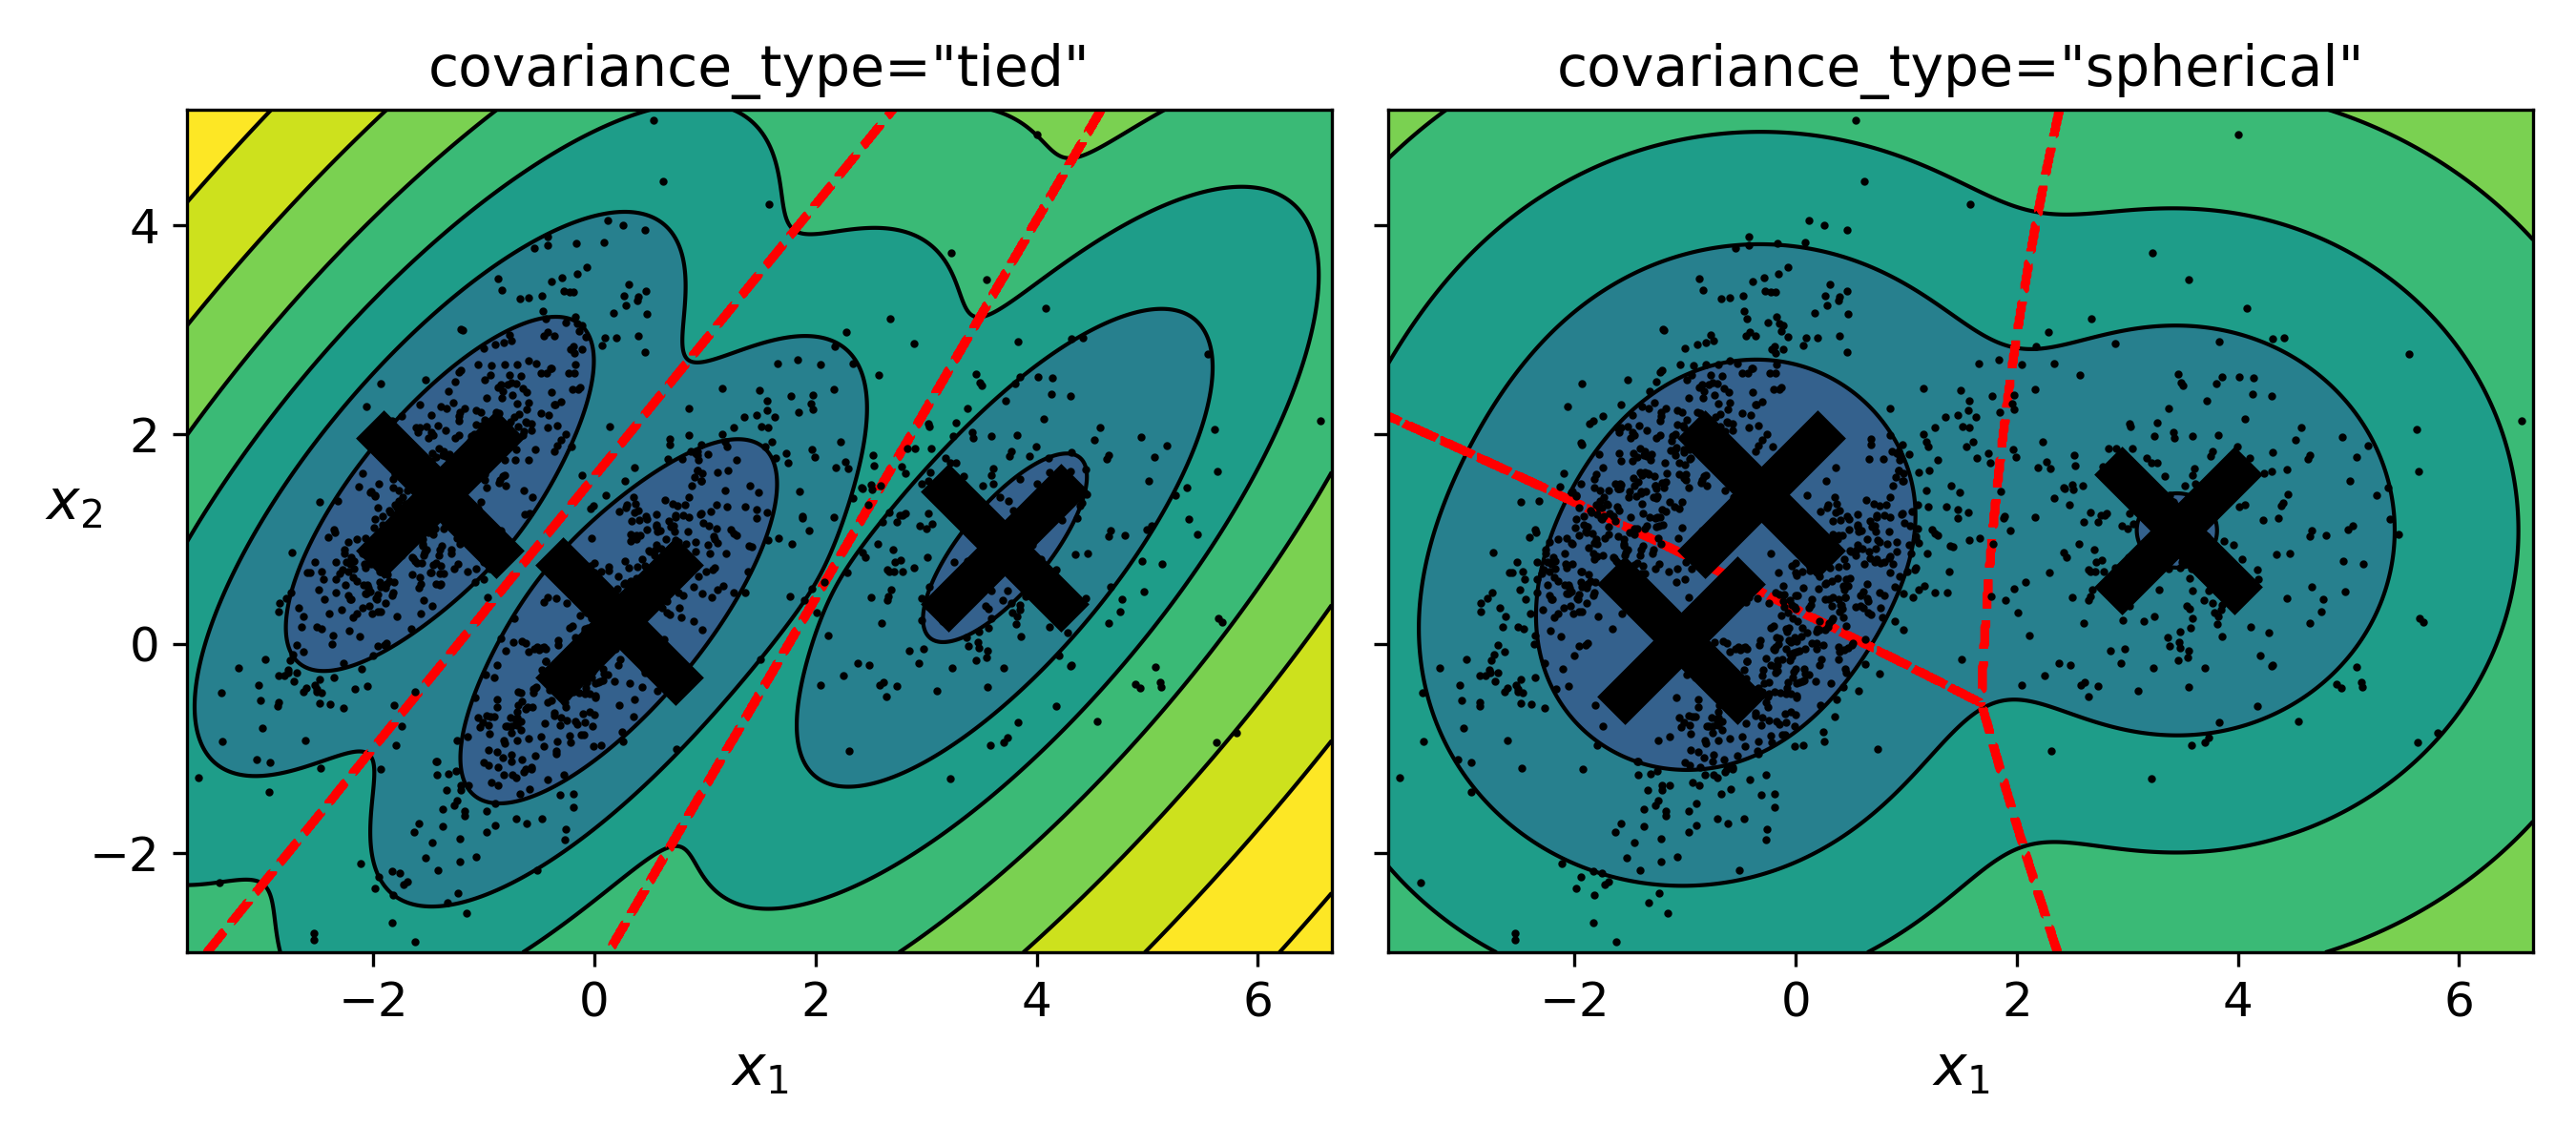 covariance_type="tied"
covariance_type="spherical"
x₂
4
2
0
−2
−2 0 2 4 6
−2 0 2 4 6
x₁
x₁